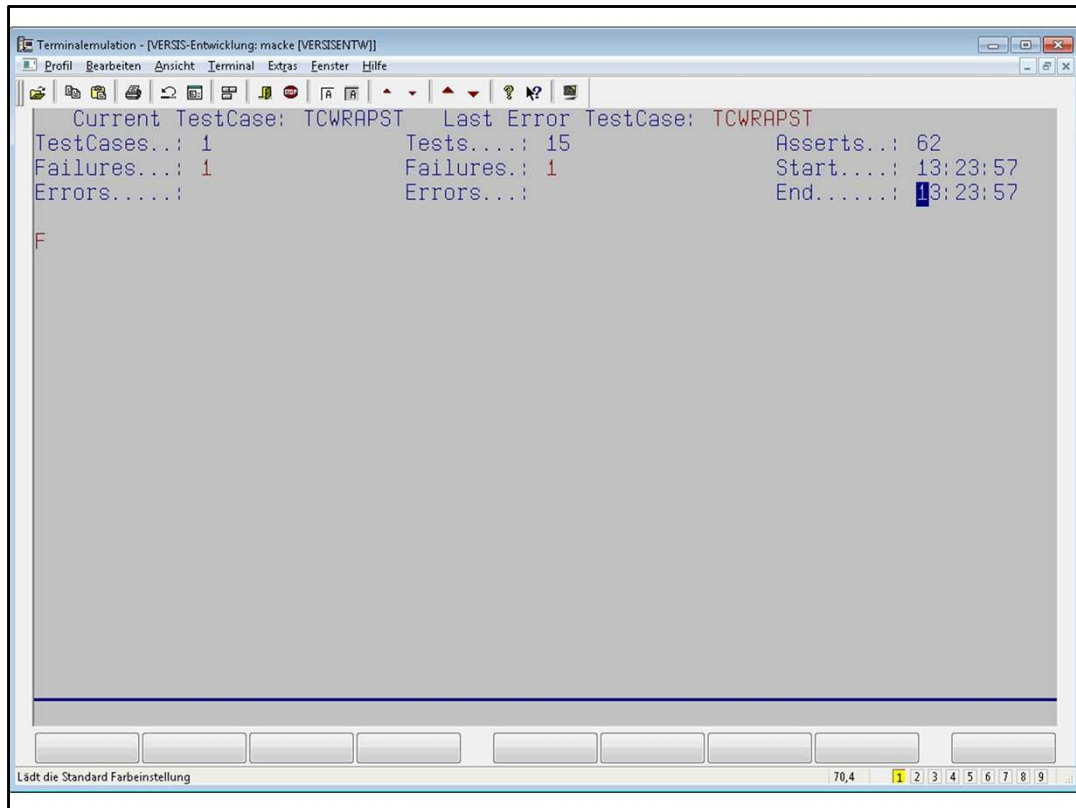 Terminalemulation - [VERSIS-Entwicklung: macke [VERSISENTW]]
Profil Bearbeiten Ansicht Terminal Extras Fenster Hilfe
Current TestCase: TCWRAPST Last Error TestCase: TCWRAPST
TestCases..: 1 Tests....: 15 Asserts..: 62
Failures...: 1 Failures.: 1 Start....: 13:23:57
Errors.....: Errors...: End......: 13:23:57
F
Lädt die Standard Farbeinstellung 70,4 1 2 3 4 5 6 7 8 9